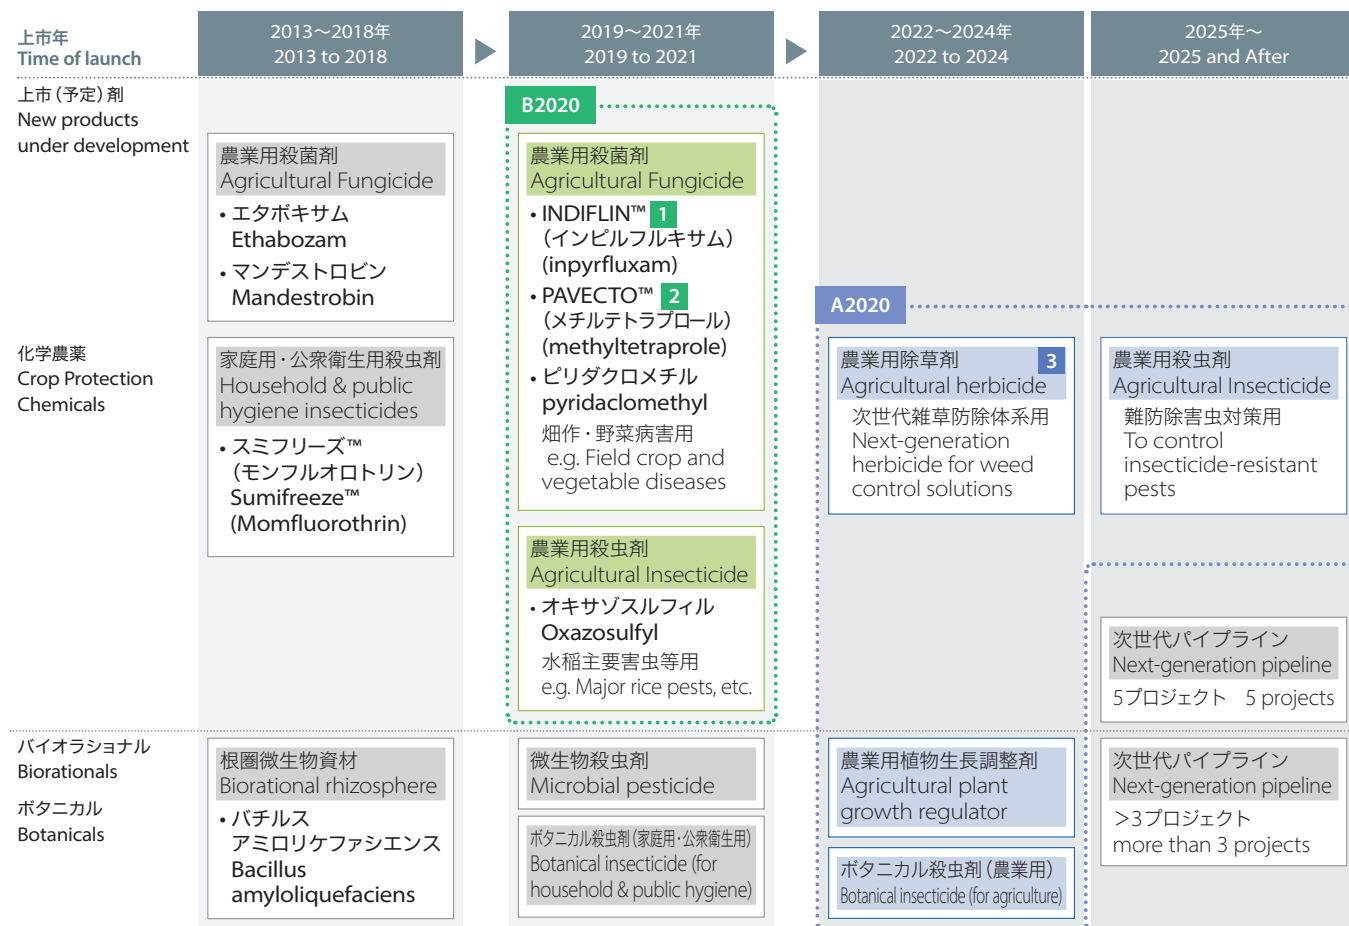 上市年
Time of launch
2013～2018年
2013 to 2018
2019～2021年
2019 to 2021
2022～2024年
2022 to 2024
2025年～
2025 and After
上市（予定）剤
New products
under development
化学農薬
Crop Protection
Chemicals
農業用殺菌剤
Agricultural Fungicide
• エタボキサム
Ethabozam
• マンデストロビン
Mandestrobin
家庭用・公衆衛生用殺虫剤
Household & public
hygiene insecticides
• スミフリーズ™
（モンフルオロトリン）
Sumifreeze™
(Momfluorothrin)
B2020
農業用殺菌剤
Agricultural Fungicide
• INDIFLIN™ 1
（インピルフルキサム）
(inpyrfluxam)
• PAVECTO™ 2
（メチルテトラプロール）
(methyltetraprole)
• ピリダクロメチル
pyridaclomethyl
畑作・野菜病害用
e.g. Field crop and
vegetable diseases
農業用殺虫剤
Agricultural Insecticide
• オキサゾスルフィル
Oxazosulfyl
水稲主要害虫等用
e.g. Major rice pests, etc.
A2020
農業用除草剤 3
Agricultural herbicide
次世代雑草防除体系用
Next-generation
herbicide for weed
control solutions
農業用殺虫剤
Agricultural Insecticide
難防除害虫対策用
To control
insecticide-resistant
pests
次世代パイプライン
Next-generation pipeline
5プロジェクト 5 projects
バイオラショナル
Biorationals
ボタニカル
Botanicals
根圏微生物資材
Biorational rhizosphere
• バチルス
アミロリケファシエンス
Bacillus
amyloliquefaciens
微生物殺虫剤
Microbial pesticide
ボタニカル殺虫剤（家庭用・公衆衛生用）
Botanical insecticide (for
household & public hygiene)
農業用植物生長調整剤
Agricultural plant
growth regulator
ボタニカル殺虫剤（農業用）
Botanical insecticide (for agriculture)
次世代パイプライン
Next-generation pipeline
＞3プロジェクト
more than 3 projects